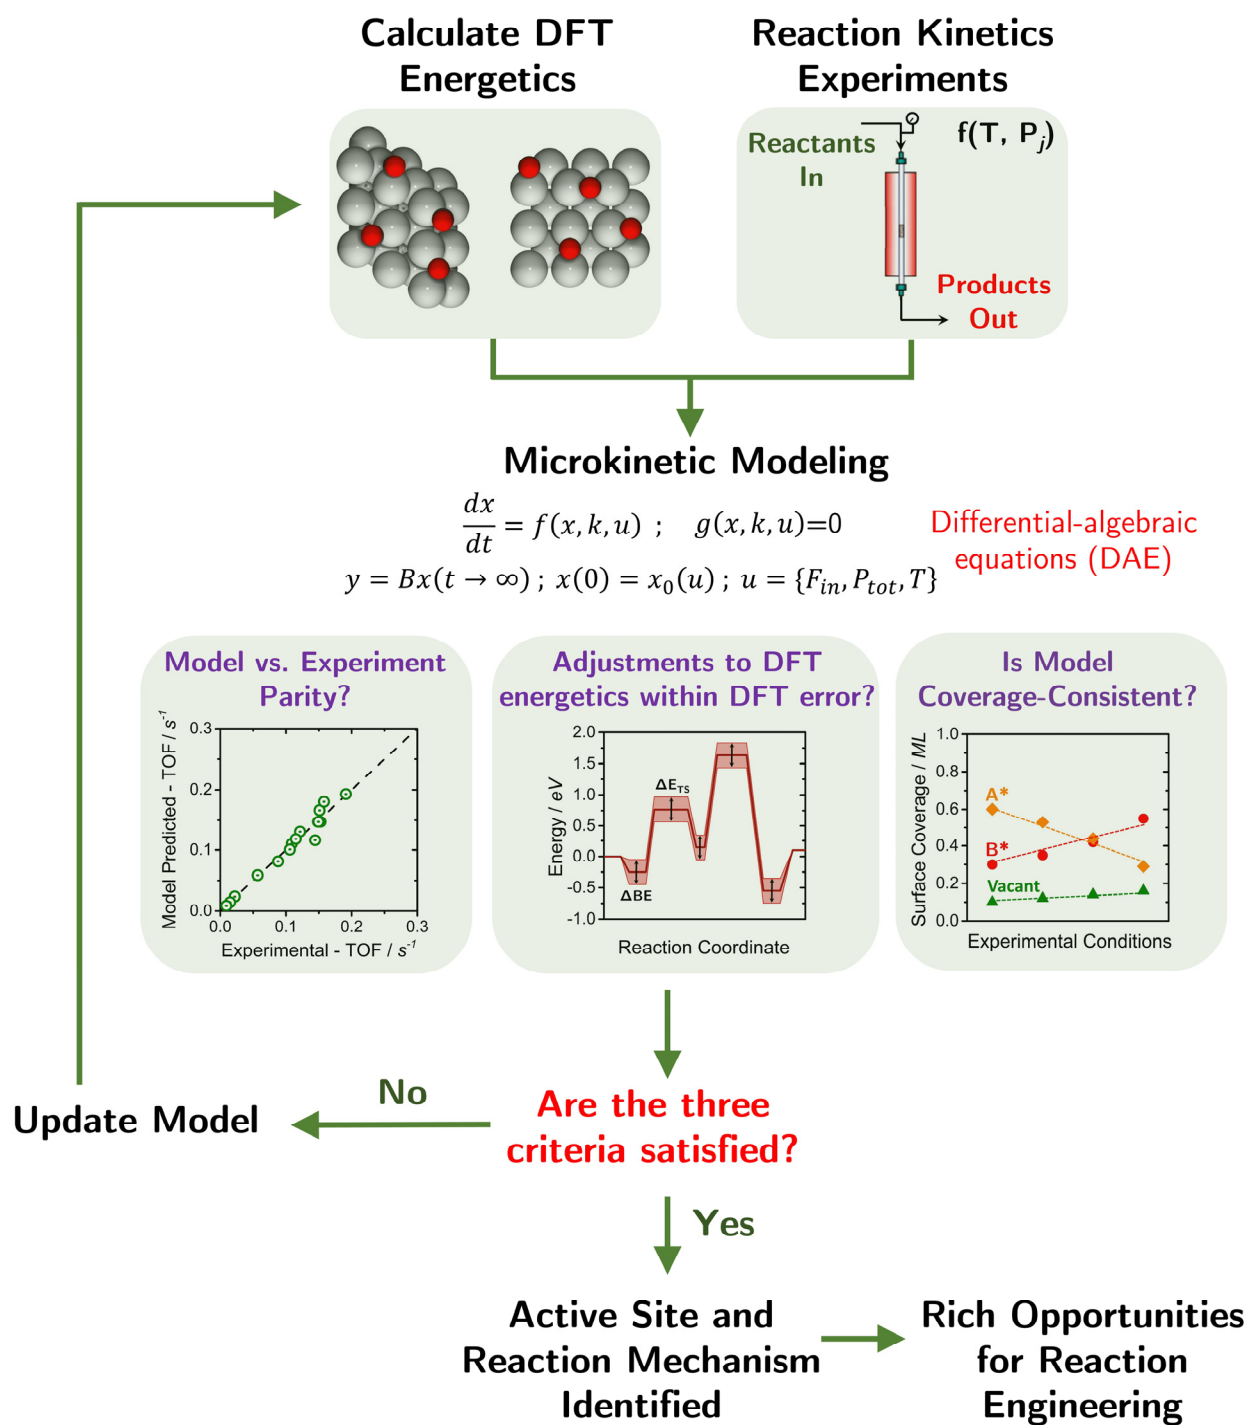 Calculate DFT
Energetics
Reaction Kinetics
Experiments
Reactants
In
f(T, Pj)
Products
Out
Microkinetic Modeling
dx/dt = f(x, k, u) ; g(x, k, u)=0
y = Bx(t → ∞) ; x(0) = x0(u) ; u = {Fin, Ptot, T}
Differential-algebraic
equations (DAE)
Model vs. Experiment
Parity?
Model Predicted - TOF / s-1
0.3
0.2
0.1
0.0
0.0 0.1 0.2 0.3
Experimental - TOF / s-1
Adjustments to DFT
energetics within DFT error?
Energy / eV
2.0
1.5
1.0
0.5
0.0
-0.5
-1.0
ΔETS
ΔBE
Reaction Coordinate
Is Model
Coverage-Consistent?
Surface Coverage / ML
1.0
0.8
0.6
0.4
0.2
0.0
A*
B*
Vacant
Experimental Conditions
Are the three
criteria satisfied?
No
Update Model
Yes
Active Site and
Reaction Mechanism
Identified
Rich Opportunities
for Reaction
Engineering